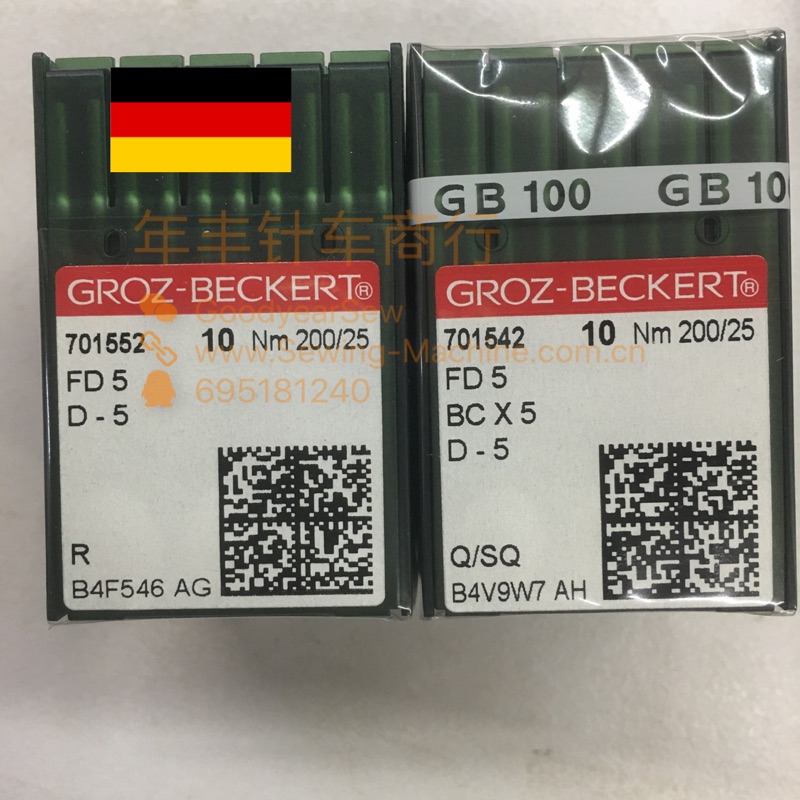 GB 100 GB 10
年丰针车商行
GoodyearSew
www.Sewing-Machine.com.cn
695181240
GROZ-BECKERT®
701552 10 Nm 200/25
FD 5
D - 5
R
B4F546 AG
GROZ-BECKERT®
701542 10 Nm 200/25
FD 5
BC X 5
D - 5
Q/SQ
B4V9W7 AH